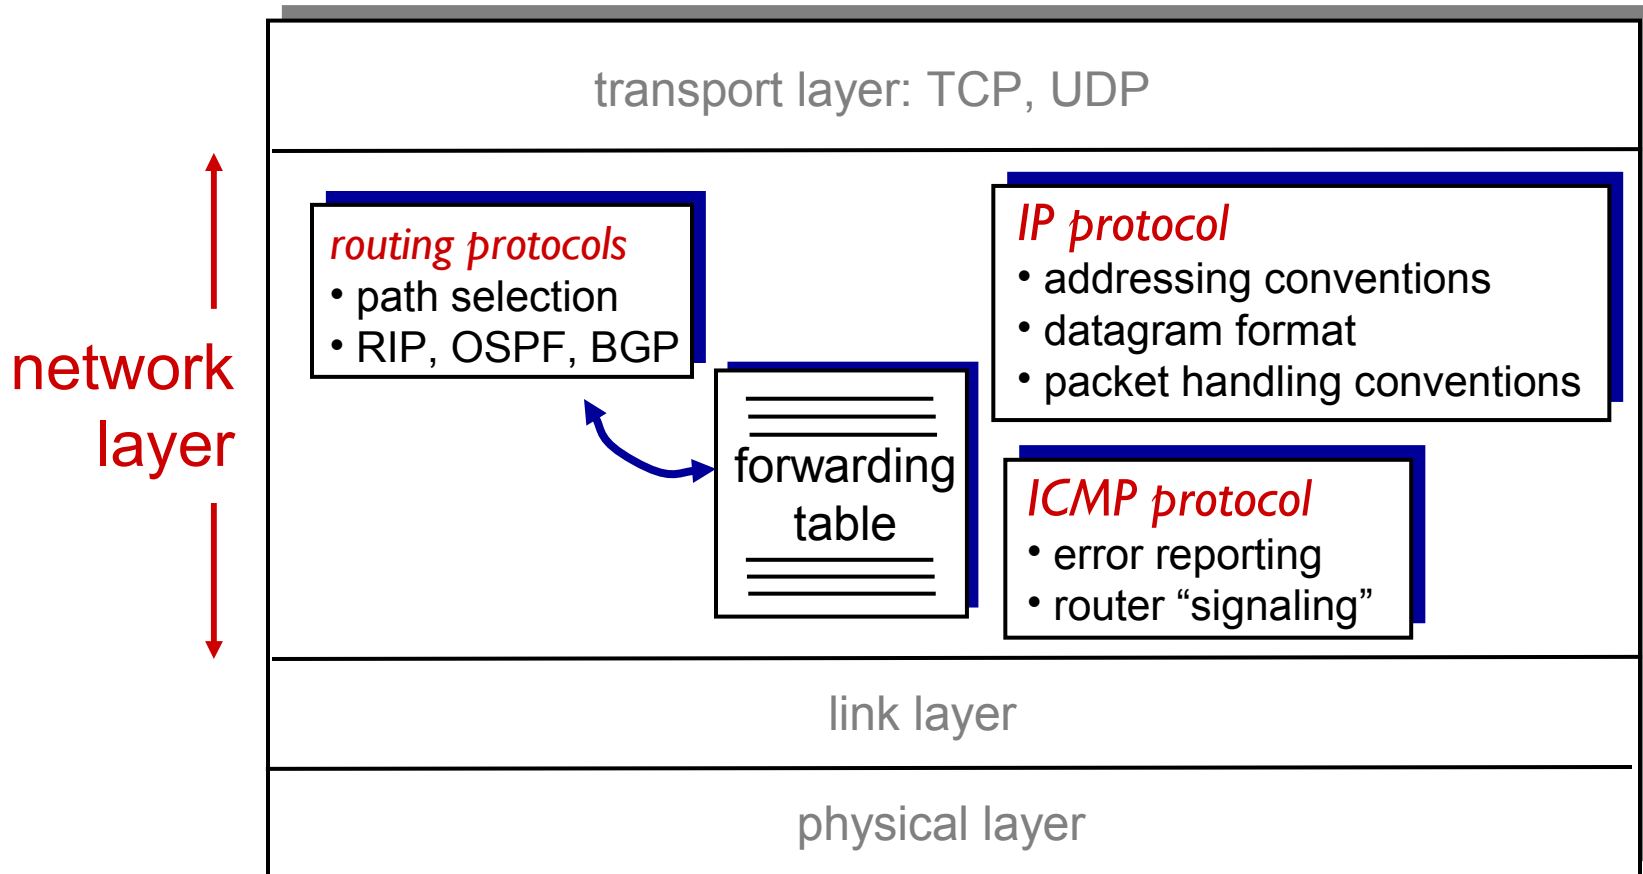 transport layer: TCP, UDP
network
layer
routing protocols
• path selection
• RIP, OSPF, BGP
forwarding
table
IP protocol
• addressing conventions
• datagram format
• packet handling conventions
ICMP protocol
• error reporting
• router “signaling”
link layer
physical layer